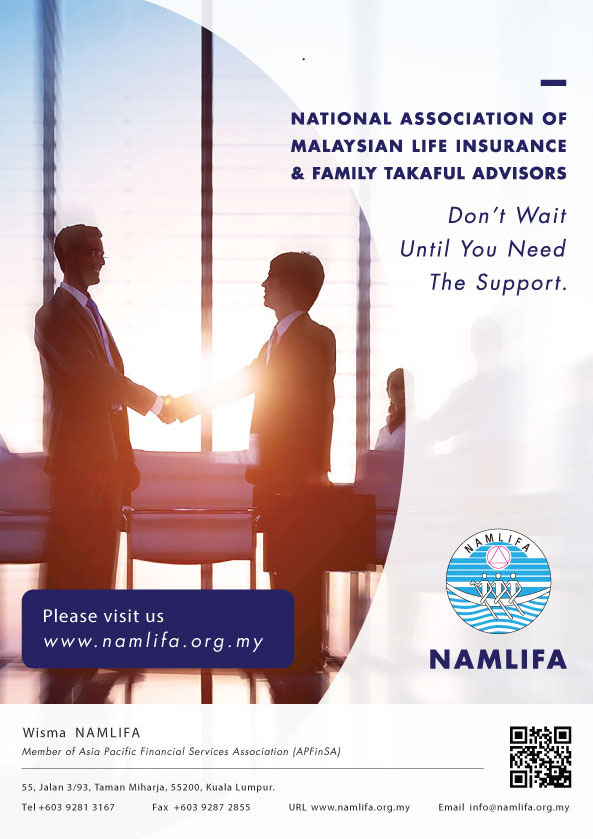 NATIONAL ASSOCIATION OF
MALAYSIAN LIFE INSURANCE
& FAMILY TAKAFUL ADVISORS
Don't Wait
Until You Need
The Support.
NAMLIFA
NAMLIFA
Please visit us
www.namlifa.org.my
Wisma NAMLIFA
Member of Asia Pacific Financial Services Association (APFinSA)
55, Jalan 3/93, Taman Miharja, 55200, Kuala Lumpur.
Tel +603 9281 3167 Fax +603 9287 2855 URL www.namlifa.org.my Email info@namlifa.org.my